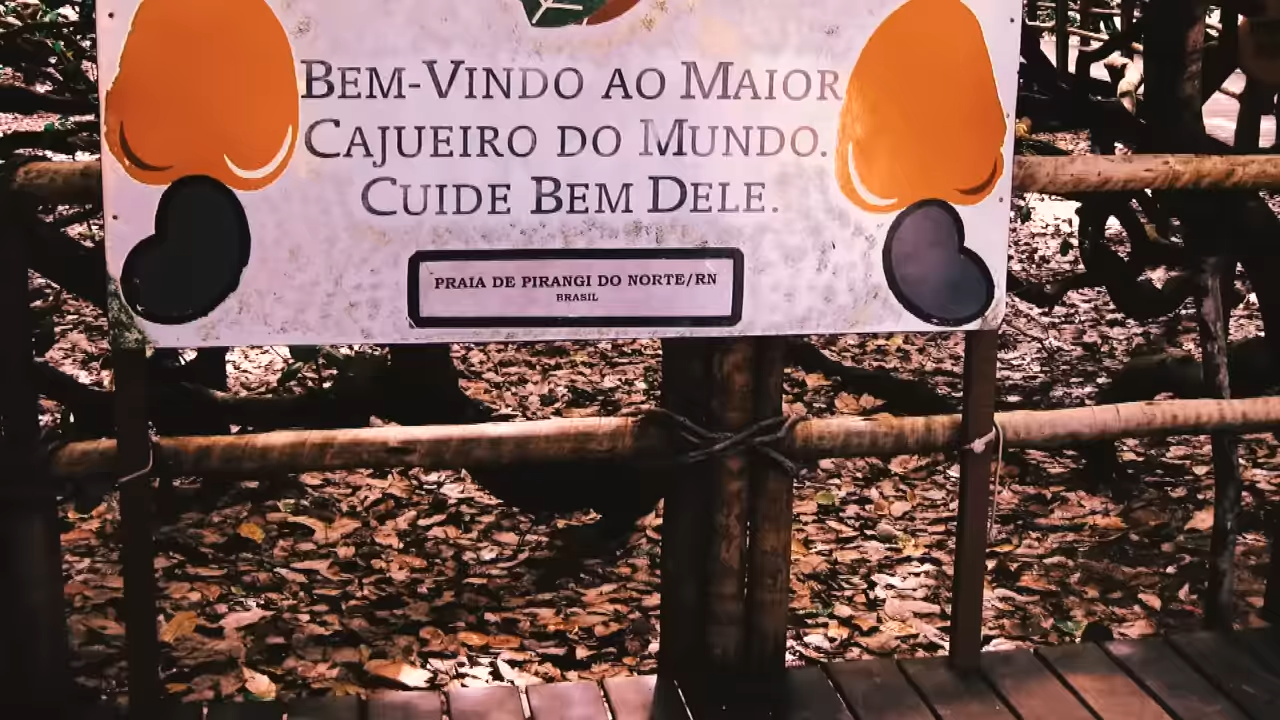 BEM-VINDO AO MAIOR
CAJUEIRO DO MUNDO.
CUIDE BEM DELE.
PRAIA DE PIRANGI DO NORTE/RN
BRASIL